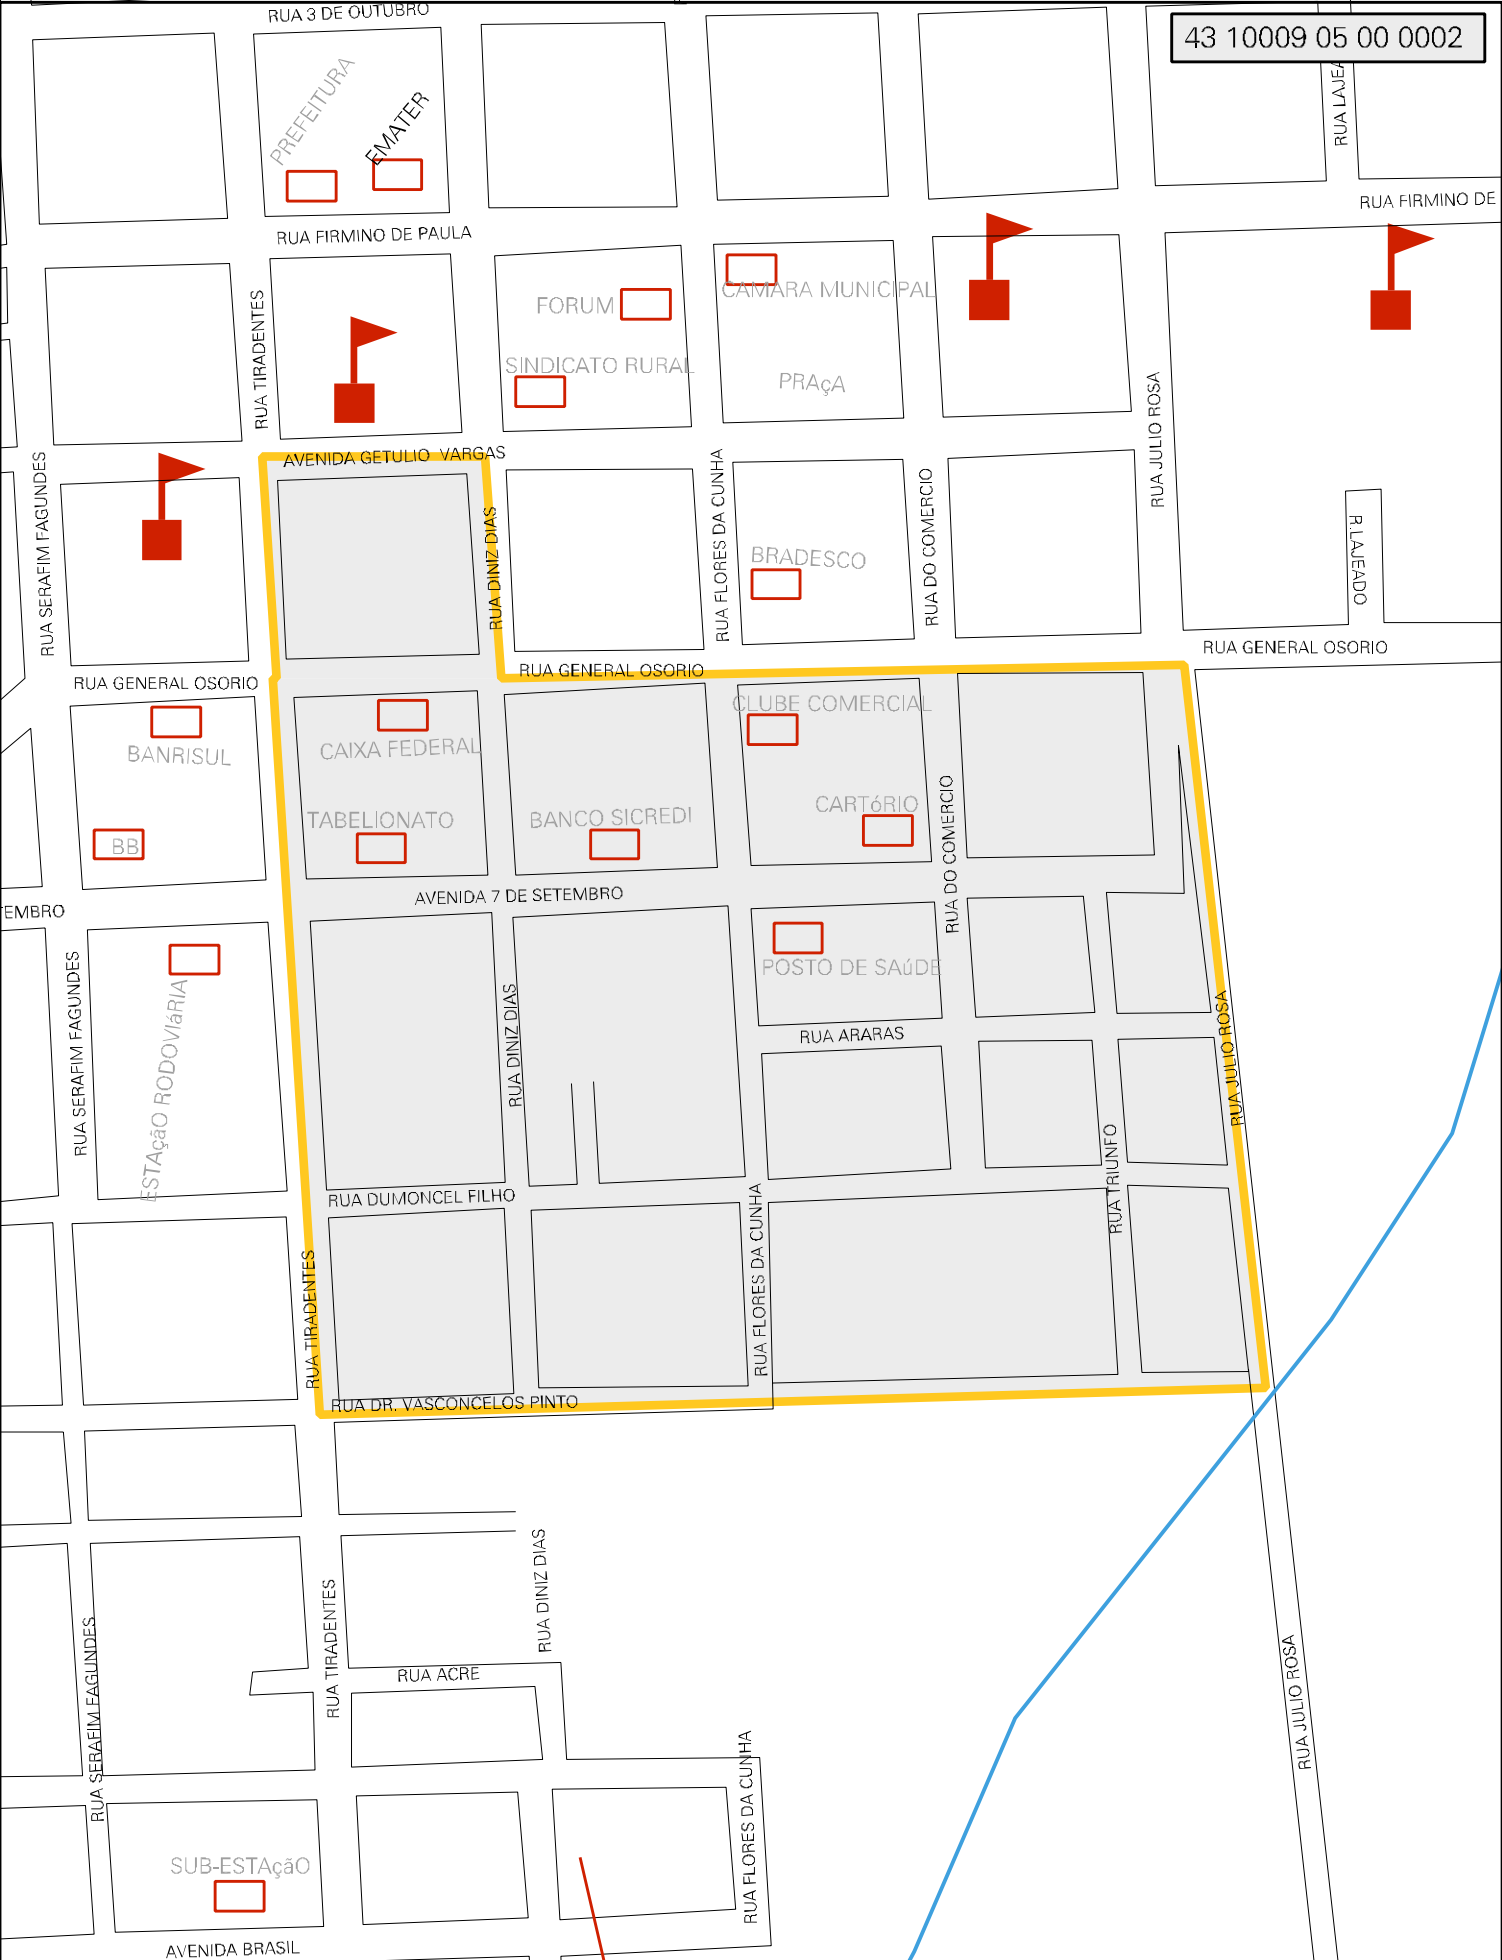 RUA 3 DE OUTUBRO
43 10009 05 00 0002
PREFEITURA
EMATER
RUA LAJEA
RUA FIRMINO DE
RUA FIRMINO DE PAULA
CAMARA MUNICIPAL
FORUM
RUA TIRADENTES
SINDICATO RURAL
PRAçA
RUA JULIO ROSA
AVENIDA GETULIO VARGAS
RUA SERAFIM FAGUNDES
RUA DINIZ DIAS
RUA FLORES DA CUNHA
RUA DO COMERCIO
BRADESCO
R.LAJEADO
RUA GENERAL OSORIO
RUA GENERAL OSORIO
RUA GENERAL OSORIO
CLUBE COMERCIAL
BANRISUL
CAIXA FEDERAL
CARTóRIO
TABELIONATO
BANCO SICREDI
BB
RUA DO COMERCIO
AVENIDA 7 DE SETEMBRO
TEMBRO
POSTO DE SAúDE
RUA SERAFIM FAGUNDES
ESTAçãO RODOVIáRIA
RUA DINIZ DIAS
RUA ARARAS
RUA JULIO ROSA
RUA TRIUNFO
RUA DUMONCEL FILHO
RUA FLORES DA CUNHA
RUA TIRADENTES
RUA DR. VASCONCELOS PINTO
RUA DINIZ DIAS
RUA TIRADENTES
RUA SERAFIM FAGUNDES
RUA ACRE
RUA JULIO ROSA
RUA FLORES DA CUNHA
SUB-ESTAçãO
AVENIDA BRASIL